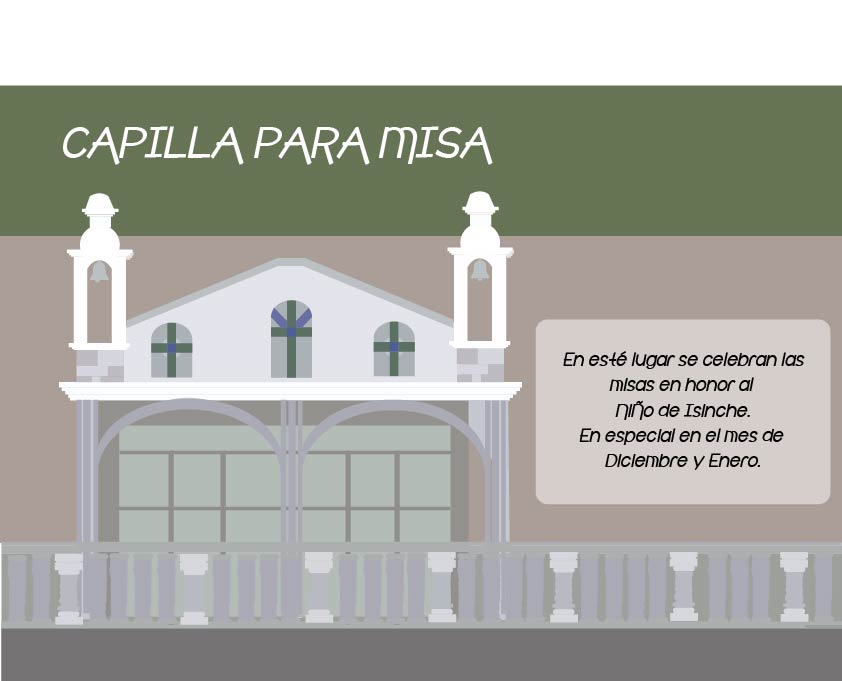 CAPILLA PARA MISA
En esté lugar se celebran las
misas en honor al
Niño de Isinche.
En especial en el mes de
Diciembre y Enero.